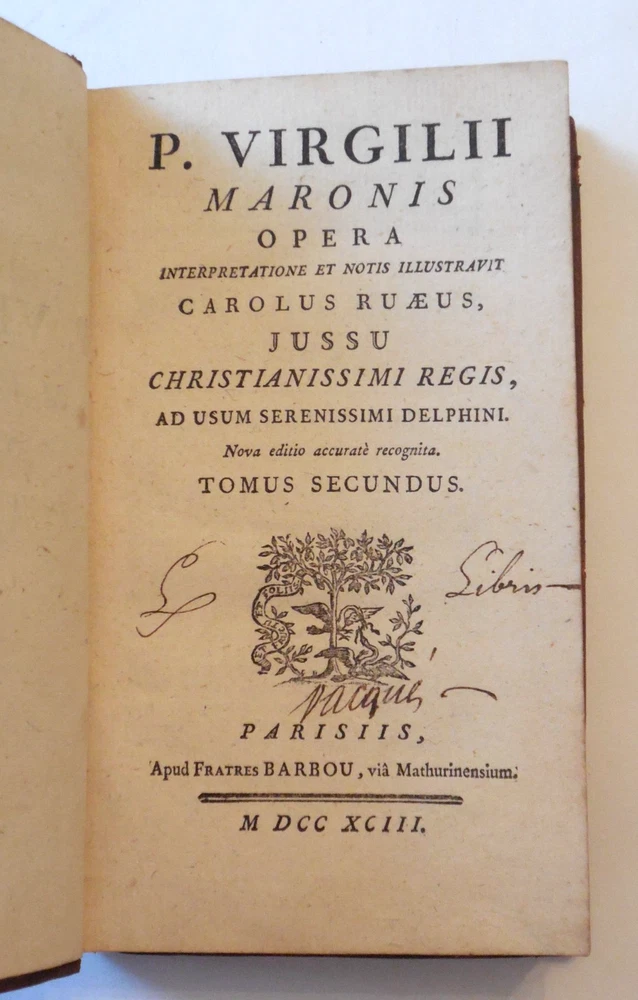 P. VIRGILII
MARONIS
OPERA
INTERPRETATIONE ET NOTIS ILLUSTRAVIT
CAROLUS RUÆUS,
JUSSU
CHRISTIANISSIMI REGIS,
AD USUM SERENISSIMI DELPHINI.
Nova editio accuratè recognita.
TOMUS SECUNDUS.
Libris
PARISIIS,
Apud FRATRES BARBOU, viâ Mathurinensium.
M DCC XCIII.